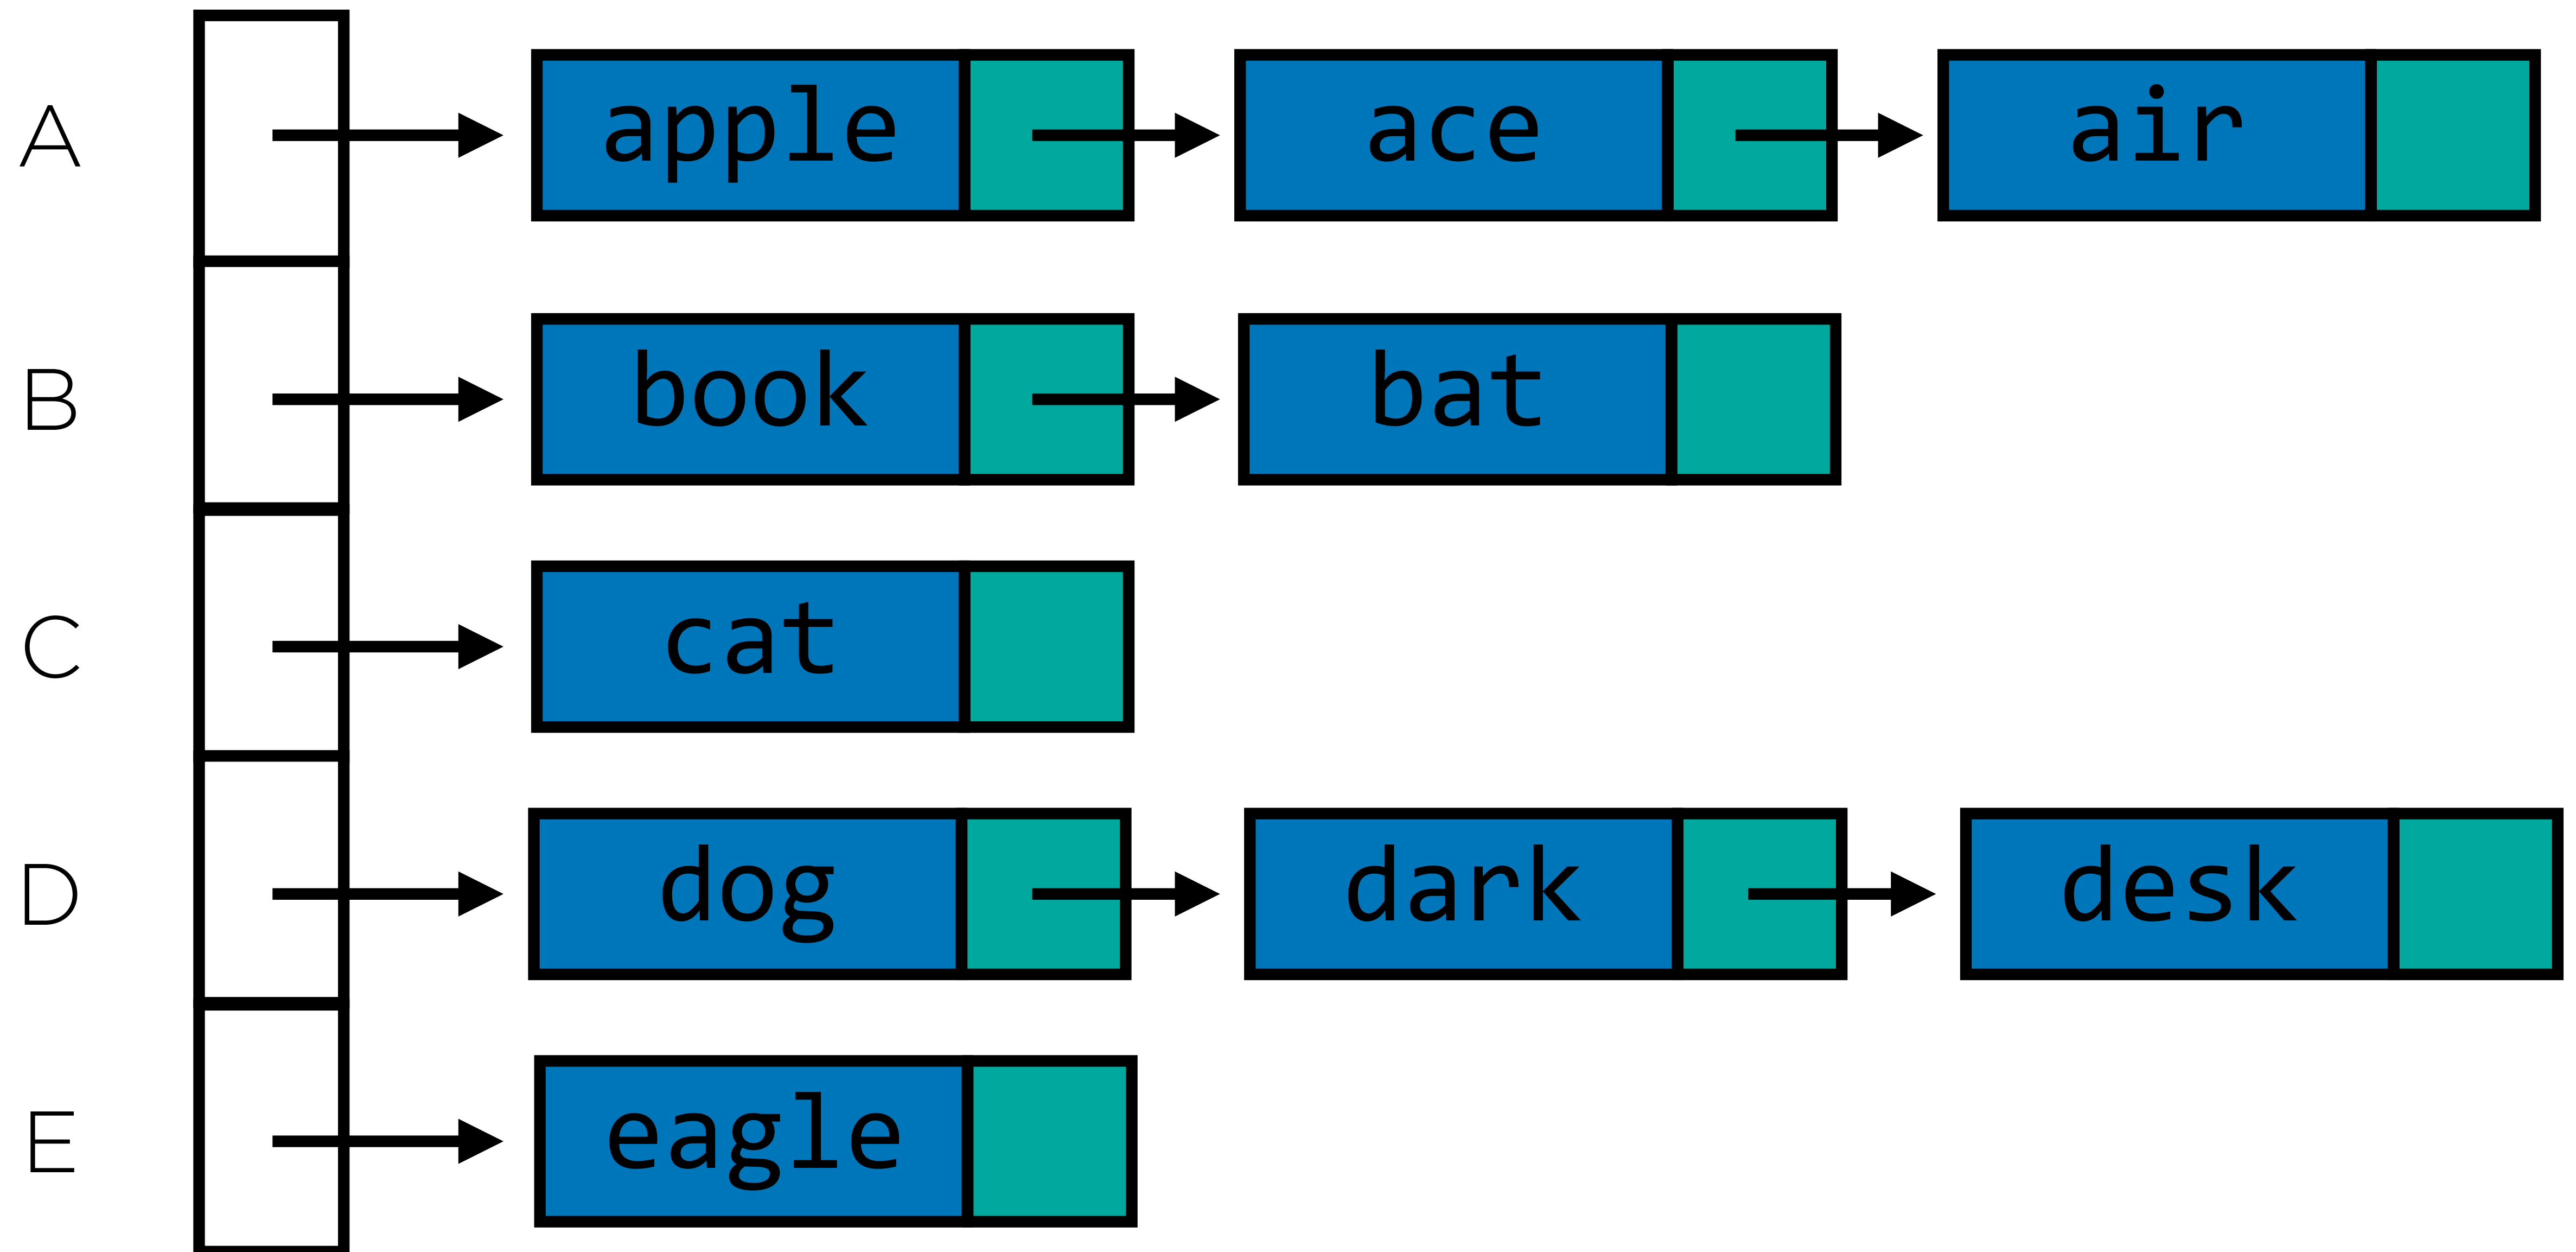 A apple ace air
B book bat
C cat
D dog dark desk
E eagle